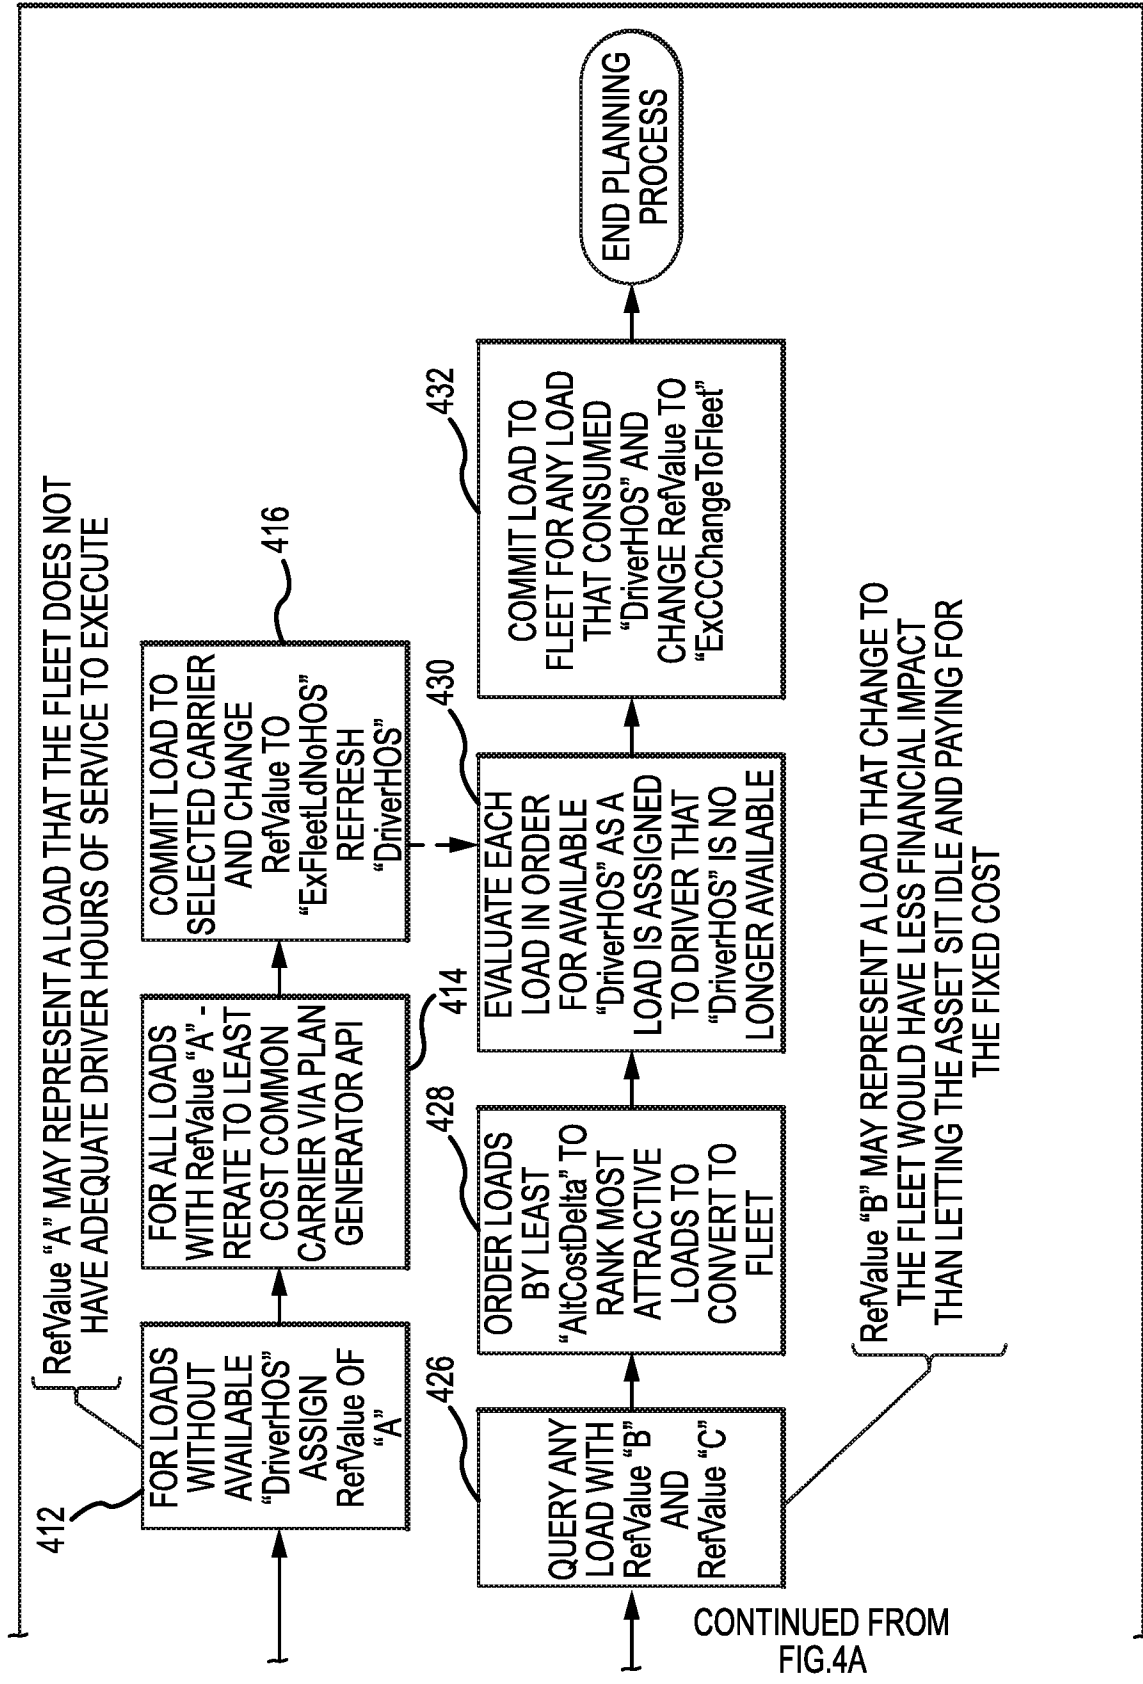 RefValue "A" MAY REPRESENT A LOAD THAT THE FLEET DOES NOT
HAVE ADEQUATE DRIVER HOURS OF SERVICE TO EXECUTE
412
FOR LOADS
WITHOUT
AVAILABLE
"DriverHOS"
ASSIGN
RefValue OF
"A"
FOR ALL LOADS
WITH RefValue "A" -
RERATE TO LEAST
COST COMMON
CARRIER VIA PLAN
GENERATOR API
414
COMMIT LOAD TO
SELECTED CARRIER
AND CHANGE
RefValue TO
"ExFleetLdNoHOS"
REFRESH
"DriverHOS"
416
426
QUERY ANY
LOAD WITH
RefValue "B"
AND
RefValue "C"
428
ORDER LOADS
BY LEAST
"AltCostDelta" TO
RANK MOST
ATTRACTIVE
LOADS TO
CONVERT TO
FLEET
430
EVALUATE EACH
LOAD IN ORDER
FOR AVAILABLE
"DriverHOS" AS A
LOAD IS ASSIGNED
TO DRIVER THAT
"DriverHOS" IS NO
LONGER AVAILABLE
432
COMMIT LOAD TO
FLEET FOR ANY LOAD
THAT CONSUMED
"DriverHOS" AND
CHANGE RefValue TO
"ExCCChangeToFleet"
END PLANNING
PROCESS
CONTINUED FROM
FIG.4A
RefValue "B" MAY REPRESENT A LOAD THAT CHANGE TO
THE FLEET WOULD HAVE LESS FINANCIAL IMPACT
THAN LETTING THE ASSET SIT IDLE AND PAYING FOR
THE FIXED COST